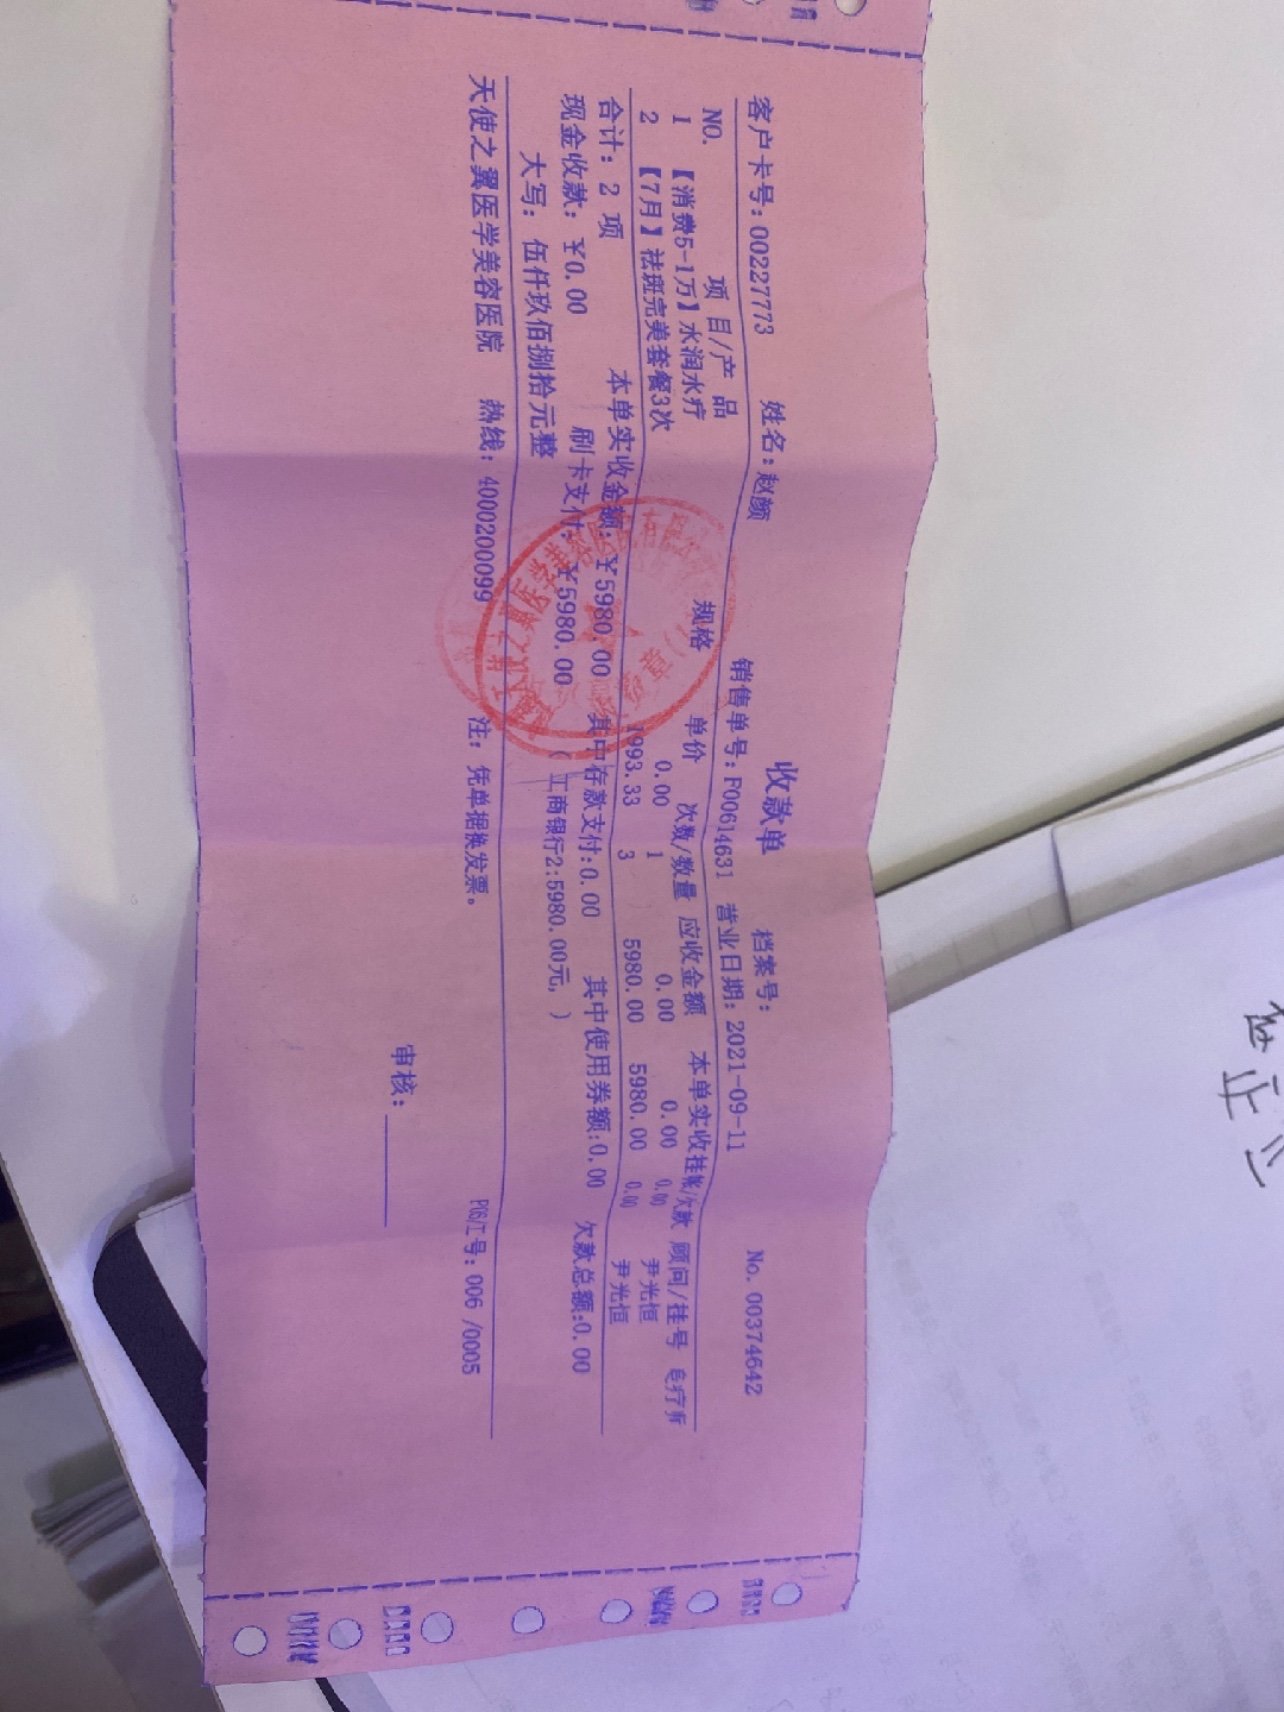 收款单
客户卡号:00227773 姓名:赵颜 档案号: No. 00374642
销售单号:F00614631 营业日期:2021-09-11
NO. 项 目/产 品 规格 单价 次数/数量 应收金额 本单实收 挂账/欠款 顾问/挂号
1 【消费5-1万】水润水疗 0.00 1 0.00 0.00 0.00 尹光恒
2 【7月】祛斑完美套餐3次 1993.33 3 5980.00 5980.00 0.00 尹光恒
合计: 2 项 本单实收金额:￥5980.00 其中存款支付:0.00 其中使用券额:0.00 欠款总额:0.00
现金收款:￥0.00 刷卡支付:￥5980.00 (工商银行2:5980.00元, )
大写: 伍仟玖佰捌拾元整
天使之翼医学美容医院 热线:4000200099 注: 凭单据换发票。 POS/工号:006 /0005
审核: